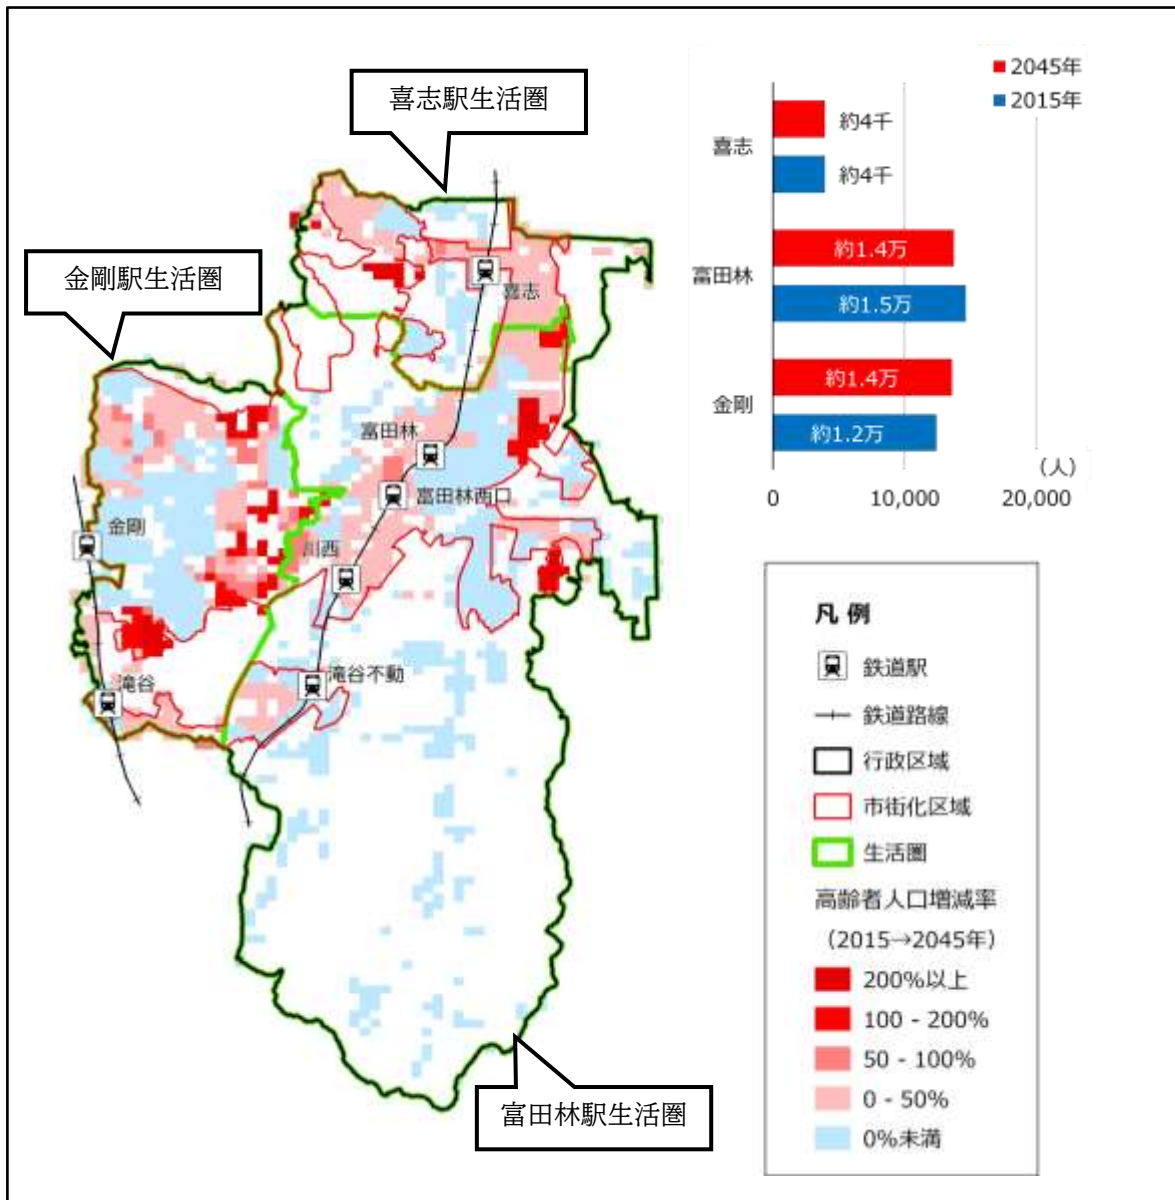 喜志駅生活圏
金剛駅生活圏
喜志
富田林
富田林西口
金剛
川西
滝谷不動
滝谷
富田林駅生活圏
2045年
2015年
喜志
約4千
約4千
富田林
約1.4万
約1.5万
金剛
約1.4万
約1.2万
（人）
0
10,000
20,000
凡 例
鉄道駅
鉄道路線
行政区域
市街化区域
生活圏
高齢者人口増減率
（2015→2045年）
200%以上
100 - 200%
50 - 100%
0 - 50%
0%未満